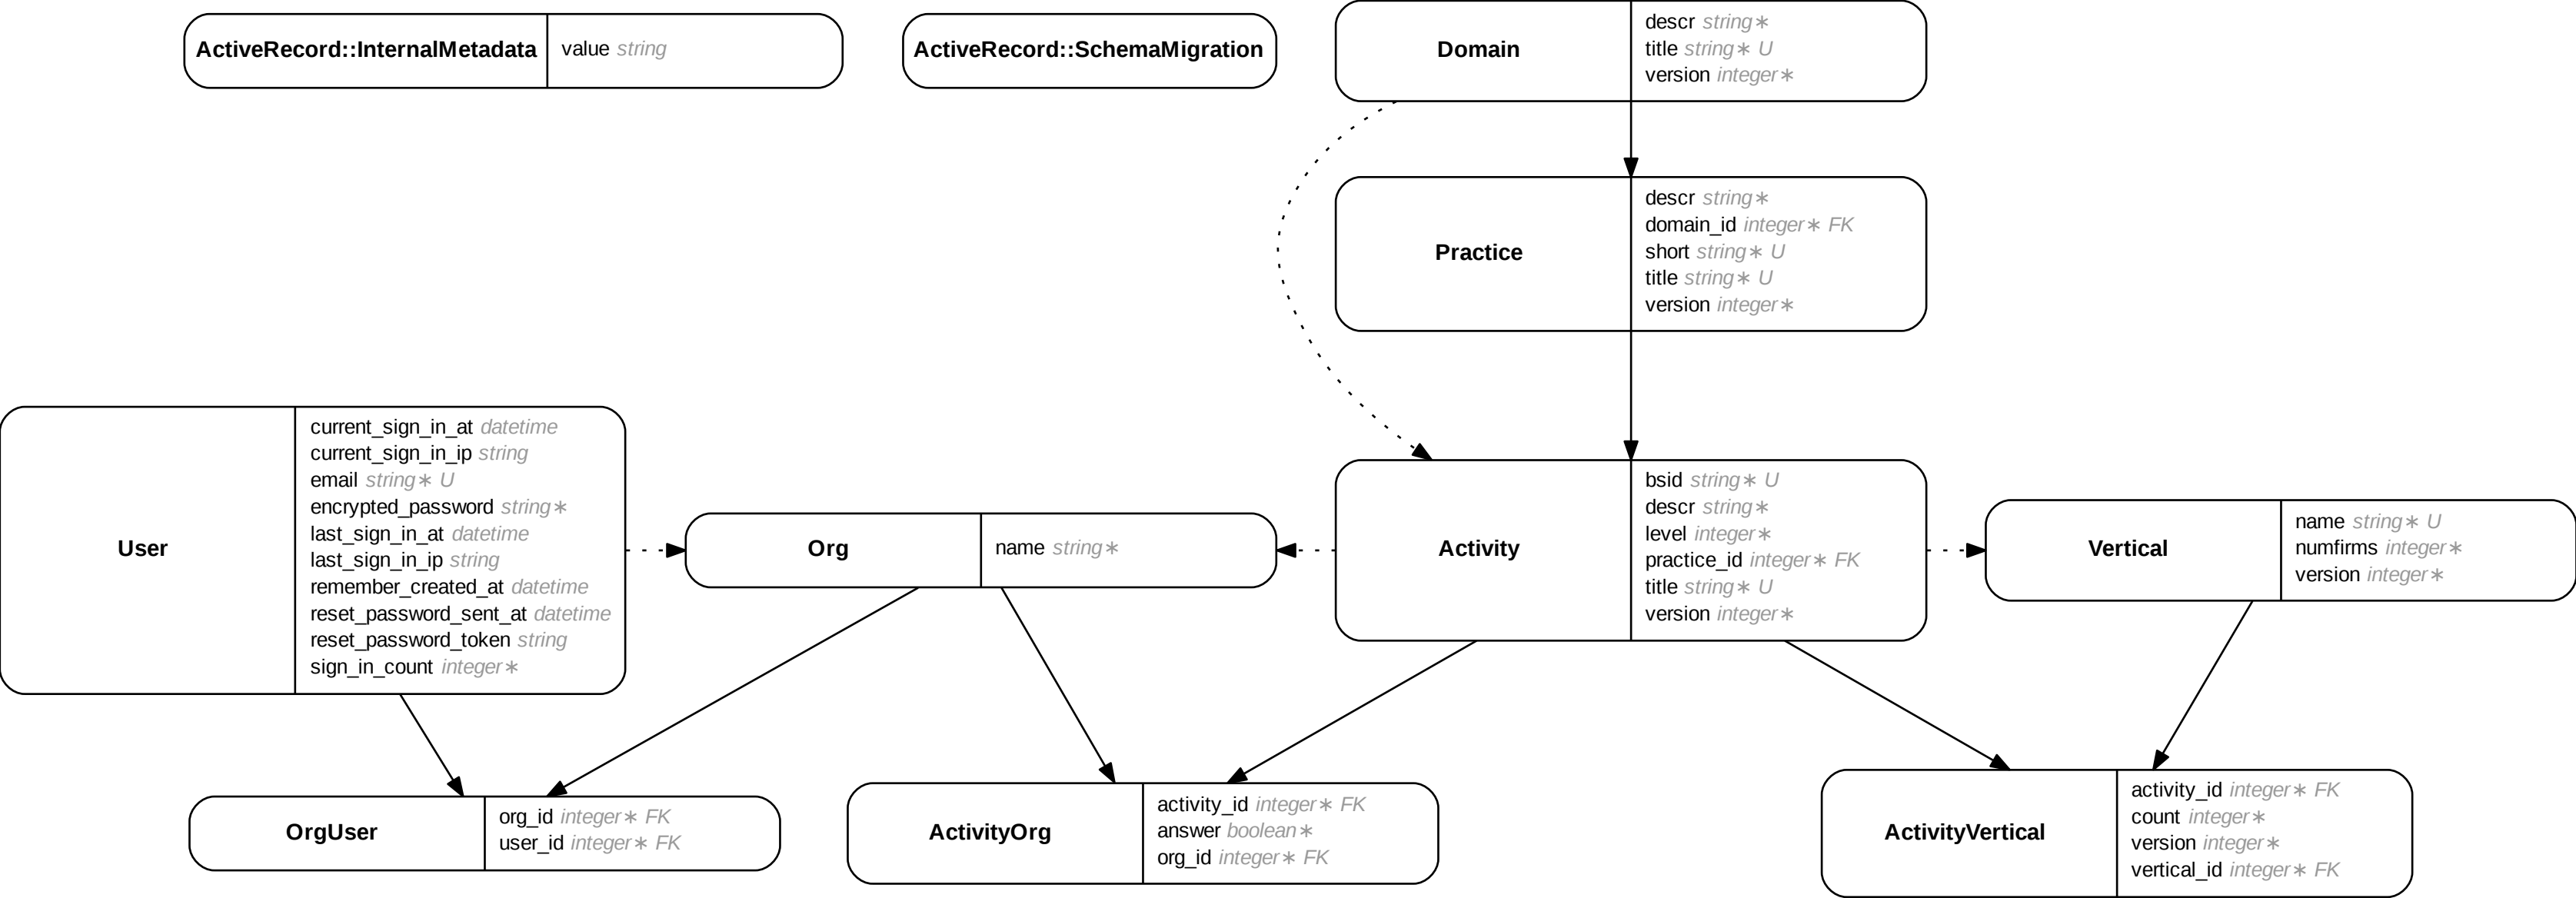 ActiveRecord::InternalMetadata
value string
ActiveRecord::SchemaMigration
Domain
descr string∗
title string∗ U
version integer∗
Practice
descr string∗
domain_id integer∗ FK
short string∗ U
title string∗ U
version integer∗
User
current_sign_in_at datetime
current_sign_in_ip string
email string∗ U
encrypted_password string∗
last_sign_in_at datetime
last_sign_in_ip string
remember_created_at datetime
reset_password_sent_at datetime
reset_password_token string
sign_in_count integer∗
Org
name string∗
Activity
bsid string∗ U
descr string∗
level integer∗
practice_id integer∗ FK
title string∗ U
version integer∗
Vertical
name string∗ U
numfirms integer∗
version integer∗
OrgUser
org_id integer∗ FK
user_id integer∗ FK
ActivityOrg
activity_id integer∗ FK
answer boolean∗
org_id integer∗ FK
ActivityVertical
activity_id integer∗ FK
count integer∗
version integer∗
vertical_id integer∗ FK